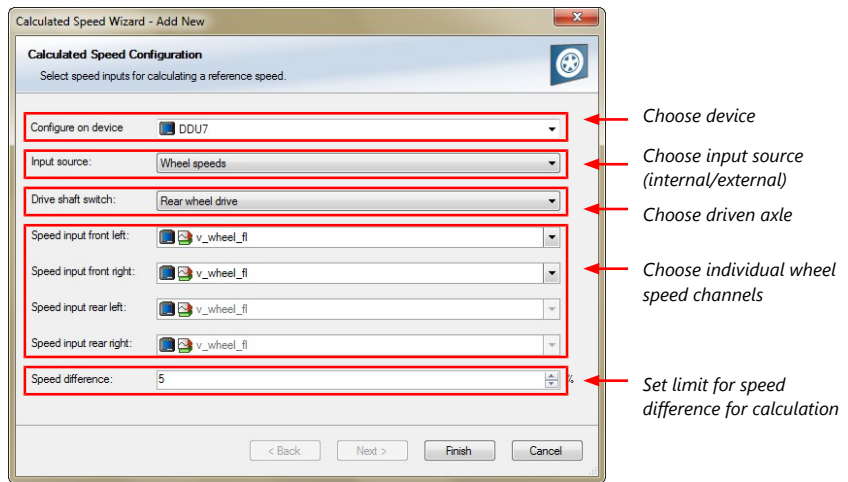 Calculated Speed Wizard - Add New
Calculated Speed Configuration
Select speed inputs for calculating a reference speed.
Configure on device DDU7
Choose device
Input source: Wheel speeds
Choose input source
(internal/external)
Drive shaft switch: Rear wheel drive
Choose driven axle
Speed input front left: v_wheel_fl
Speed input front right: v_wheel_fl
Choose individual wheel
speed channels
Speed input rear left: v_wheel_fl
Speed input rear right: v_wheel_fl
Speed difference: 5 %
Set limit for speed
difference for calculation
< Back Next > Finish Cancel